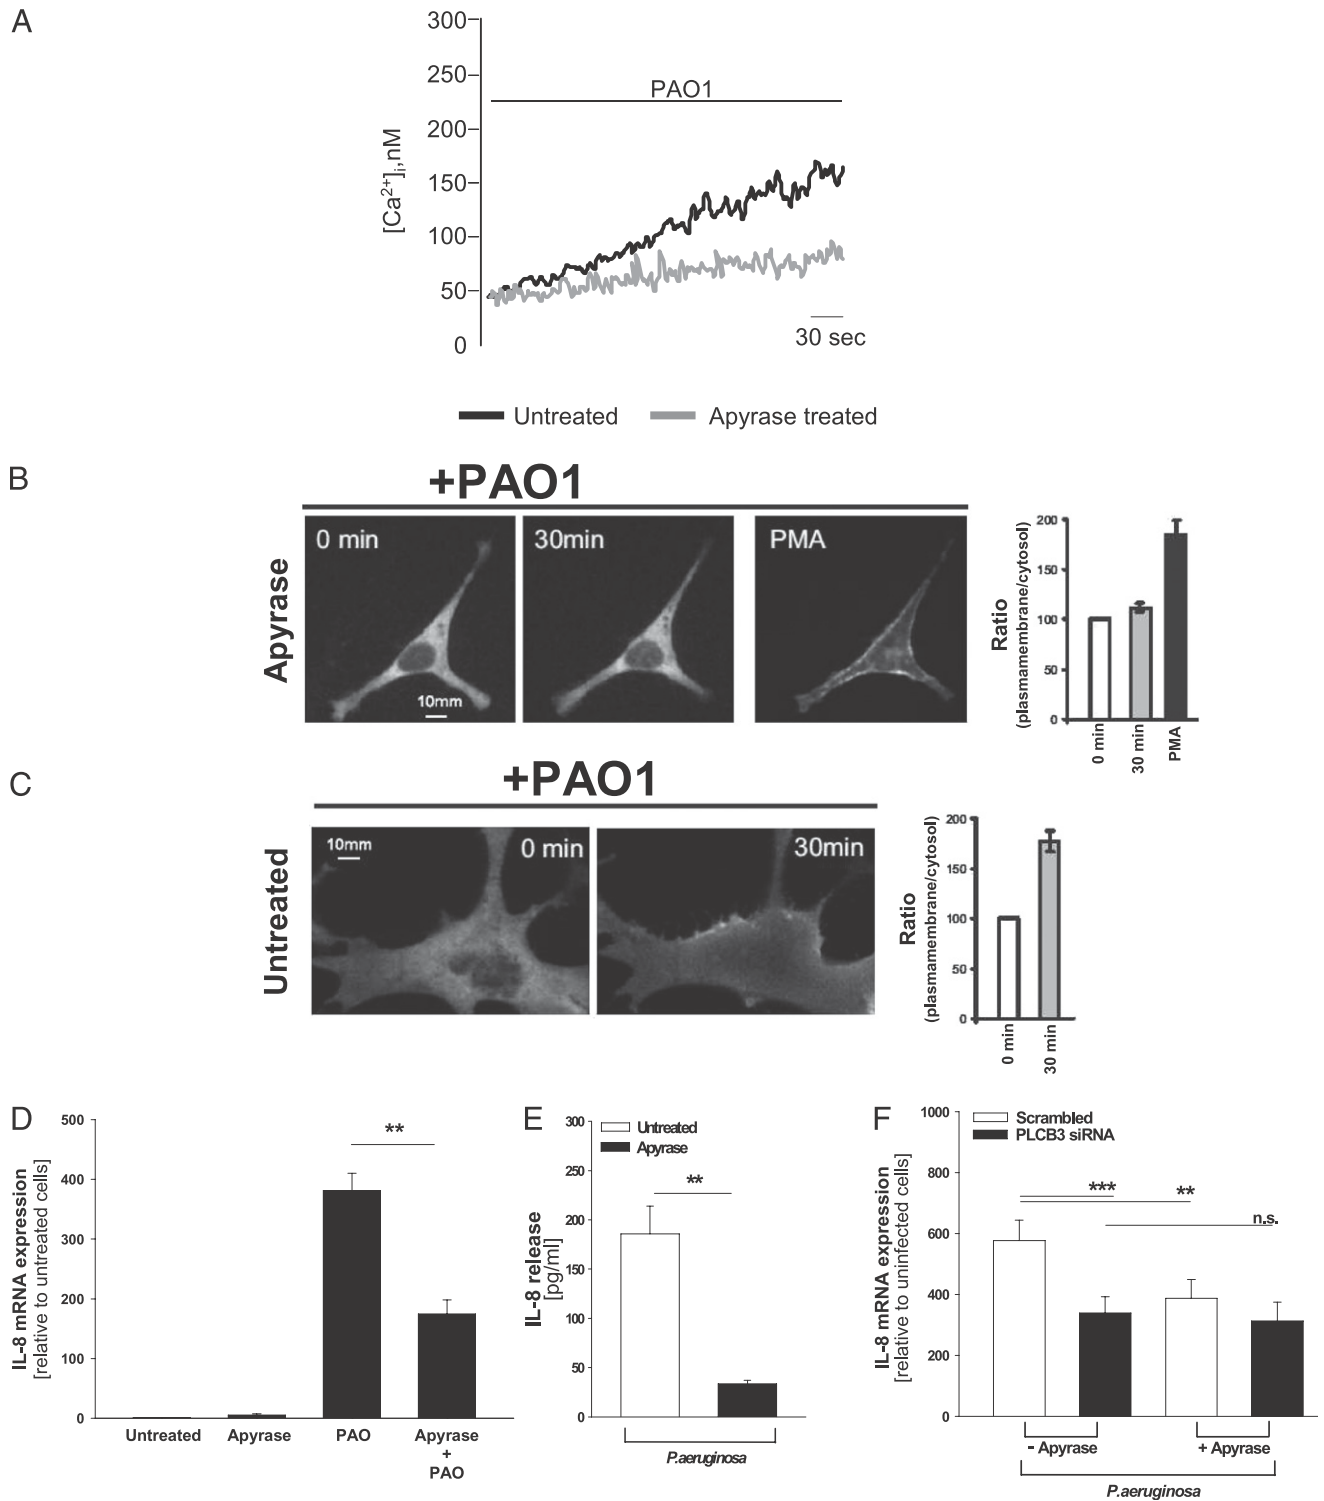 A
300
250
200
150
100
50
0
[Ca²⁺]ᵢ,nM
PAO1
30 sec
Untreated
Apyrase treated
B
+PAO1
Apyrase
0 min
10mm
30min
PMA
Ratio
(plasmamembrane/cytosol)
200
150
100
50
0
0 min
30 min
PMA
C
+PAO1
Untreated
10mm
0 min
30min
Ratio
(plasmamembrane/cytosol)
200
150
100
50
0
0 min
30 min
D
IL-8 mRNA expression
[relative to untreated cells]
500
400
300
200
100
0
**
Untreated
Apyrase
PAO
Apyrase
+
PAO
E
IL-8 release
[pg/ml]
300
250
200
150
100
50
0
Untreated
Apyrase
**
P.aeruginosa
F
IL-8 mRNA expression
[relative to uninfected cells]
1000
800
600
400
200
0
Scrambled
PLCB3 siRNA
***
**
n.s.
- Apyrase
+ Apyrase
P.aeruginosa